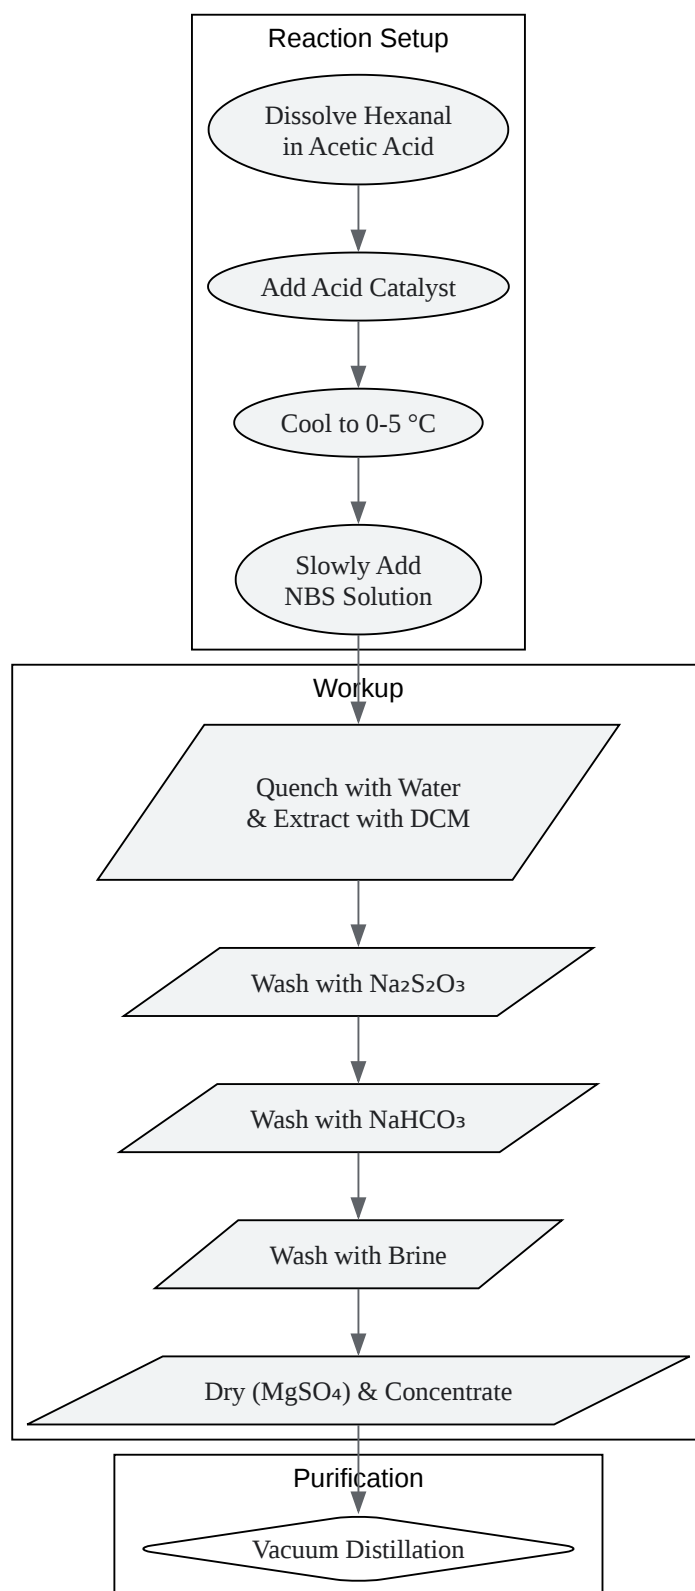 Reaction Setup
Dissolve Hexanal
in Acetic Acid
Add Acid Catalyst
Cool to 0-5 °C
Slowly Add
NBS Solution
Workup
Quench with Water
& Extract with DCM
Wash with Na₂S₂O₃
Wash with NaHCO₃
Wash with Brine
Dry (MgSO₄) & Concentrate
Purification
Vacuum Distillation